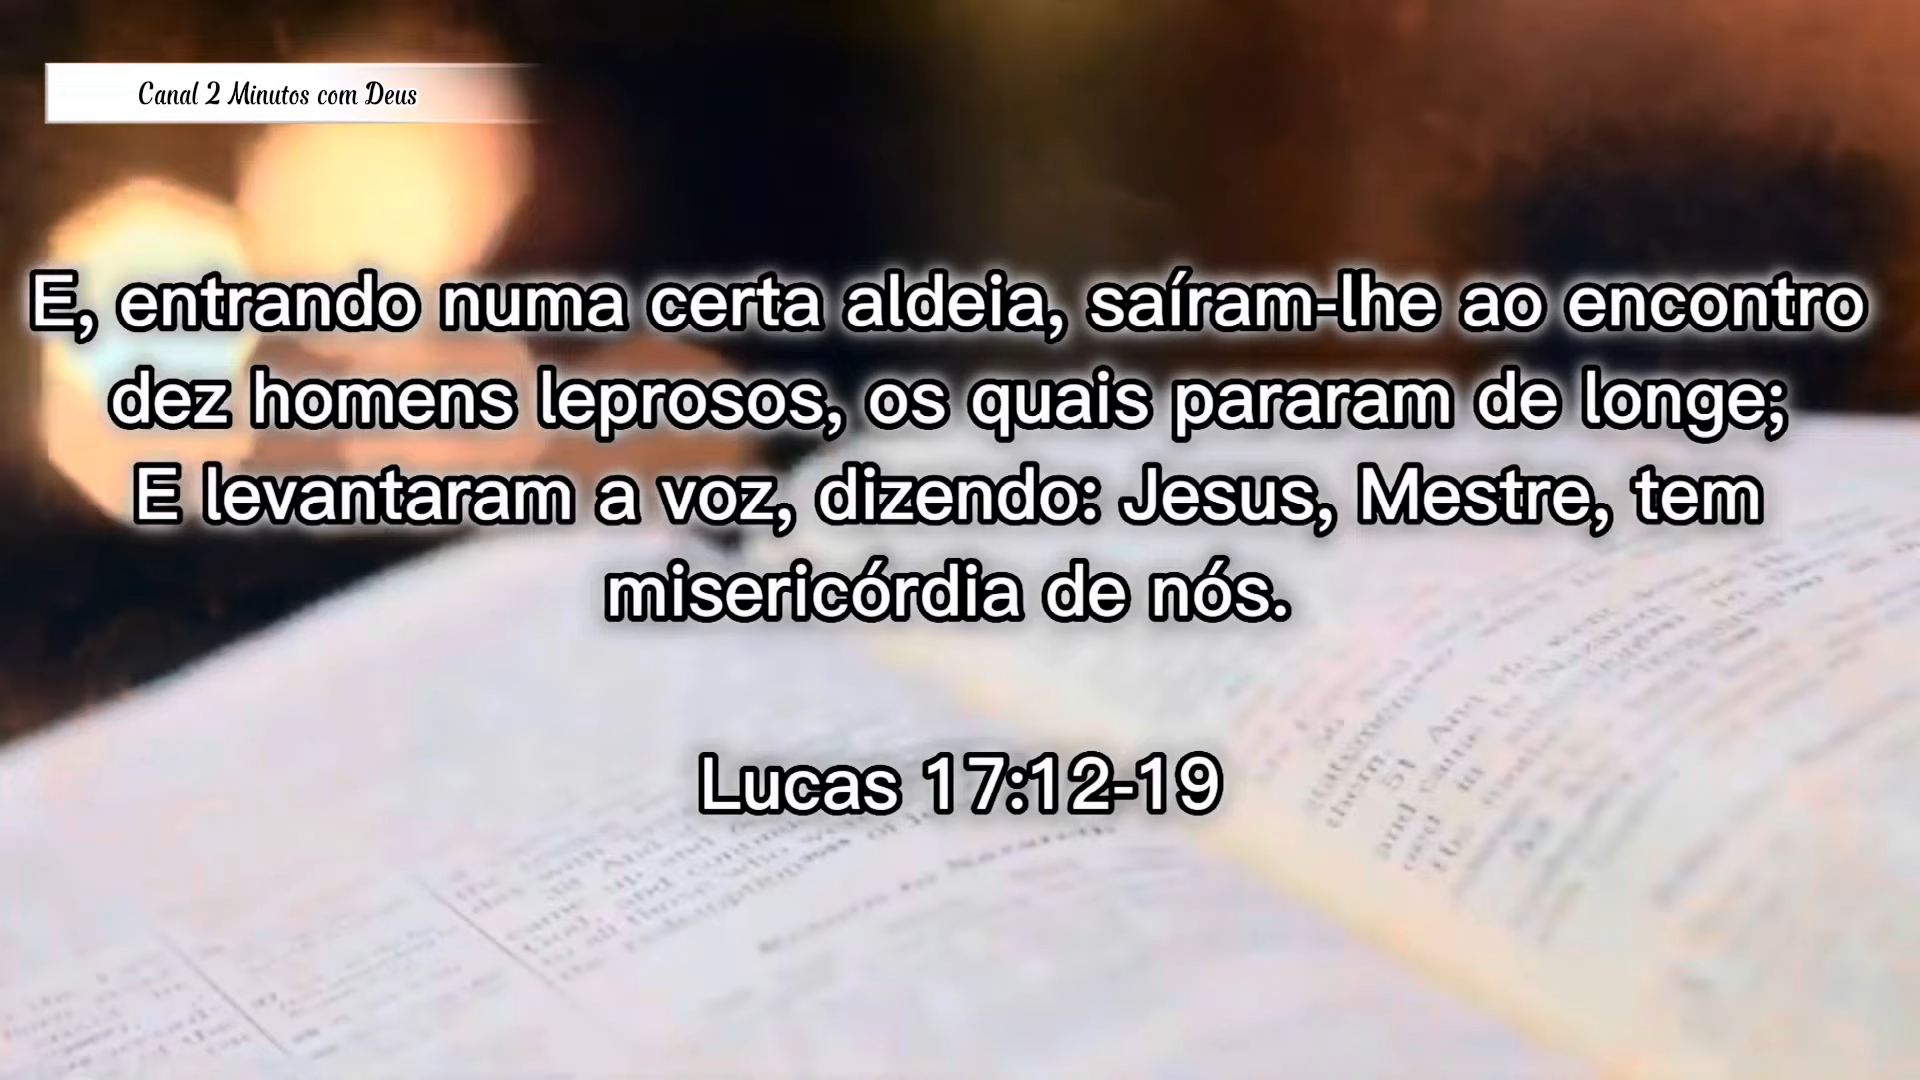 Canal 2 Minutos com Deus
E, entrando numa certa aldeia, saíram-lhe ao encontro
dez homens leprosos, os quais pararam de longe;
E levantaram a voz, dizendo: Jesus, Mestre, tem
misericórdia de nós.
Lucas 17:12-19